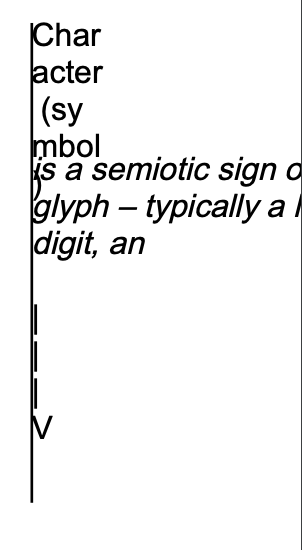 Char
acter
(sy
mbol
)
is a semiotic sign o
glyph – typically a l
digit, an
|
|
|
V